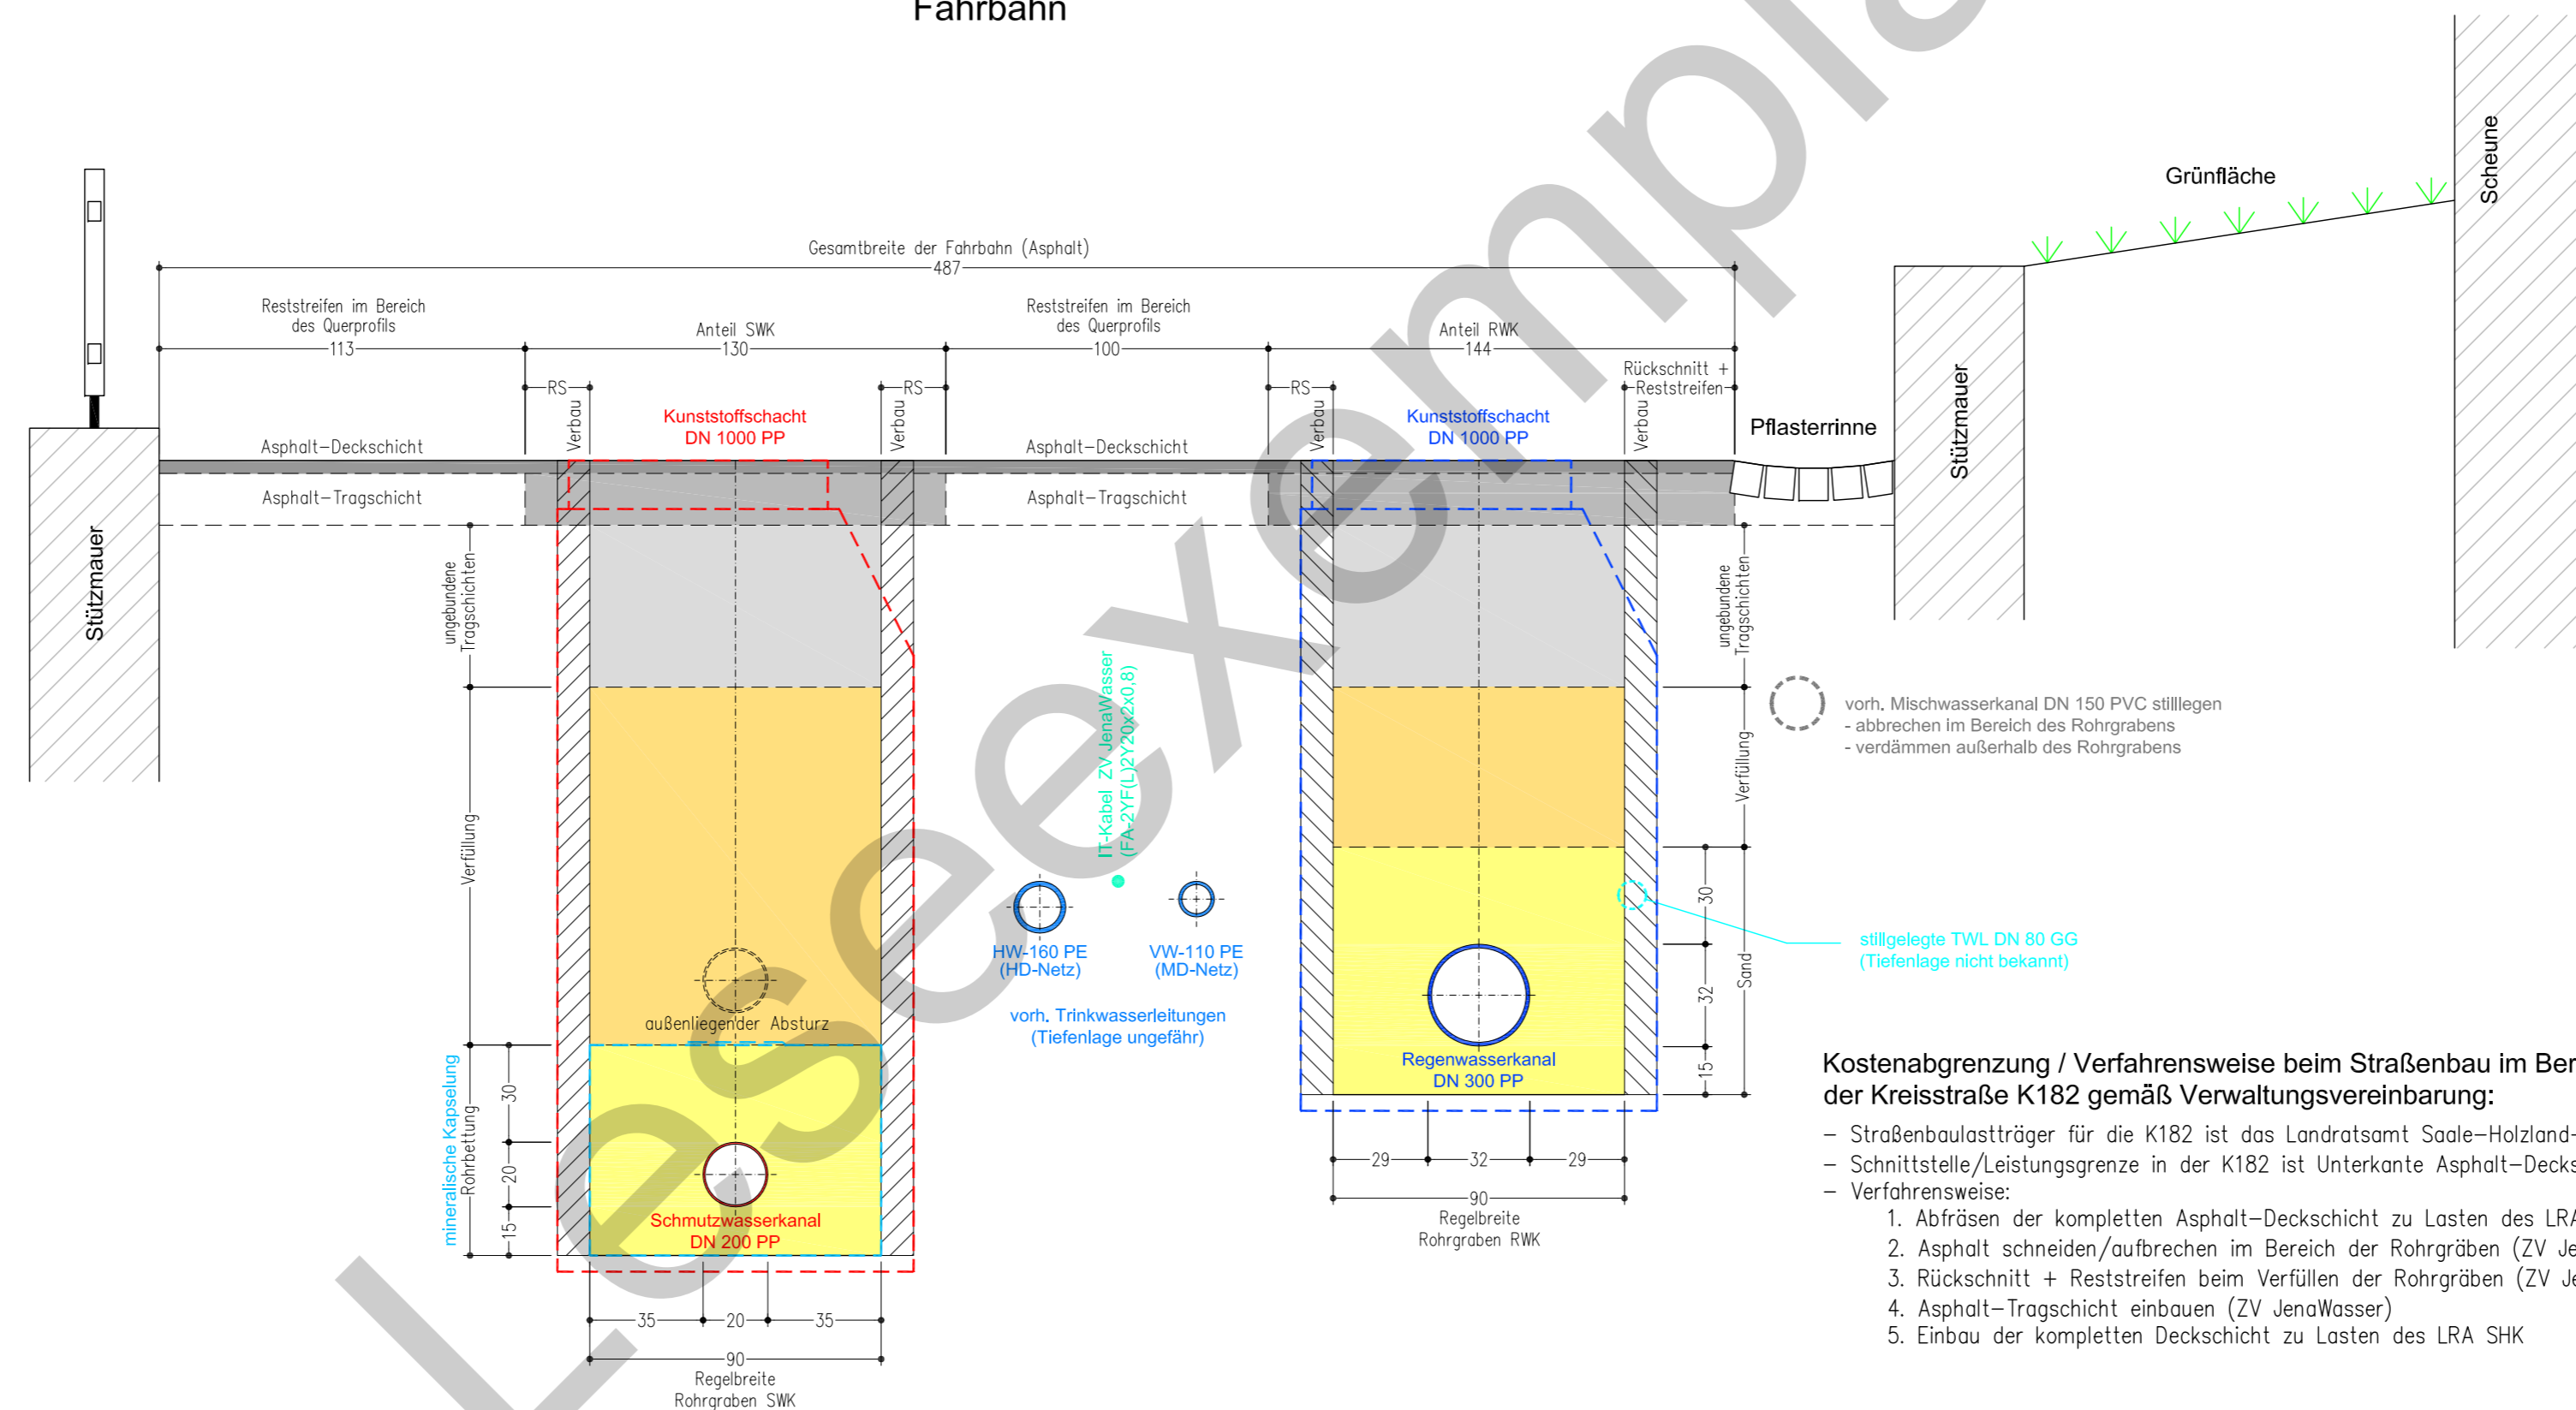 Fahrbahn
Scheune
Grünfläche
Gesamtbreite der Fahrbahn (Asphalt)
487
Reststreifen im Bereich
des Querprofils
113
Anteil SWK
130
Reststreifen im Bereich
des Querprofils
100
Anteil RWK
144
RS
RS
RS
Rückschnitt +
Reststreifen
Verbau
Kunststoffschacht
DN 1000 PP
Verbau
Verbau
Kunststoffschacht
DN 1000 PP
Verbau
Pflasterrinne
Stützmauer
Asphalt-Deckschicht
Asphalt-Deckschicht
Asphalt-Tragschicht
Asphalt-Tragschicht
Stützmauer
ungebundene
Tragschichten
ungebundene
Tragschichten
IT-Kabel ZV JenaWasser
(FA-2YF(L)2Y20x2x0,8)
vorh. Mischwasserkanal DN 150 PVC stilllegen
- abbrechen im Bereich des Rohrgrabens
- verdämmen außerhalb des Rohrgrabens
Verfüllung
Verfüllung
HW-160 PE
(HD-Netz)
VW-110 PE
(MD-Netz)
vorh. Trinkwasserleitungen
(Tiefenlage ungefähr)
stillgelegte TWL DN 80 GG
(Tiefenlage nicht bekannt)
30
32
15
Sand
außenliegender Absturz
Regenwasserkanal
DN 300 PP
mineralische Kapselung
Rohrbettung
30
20
15
Schmutzwasserkanal
DN 200 PP
29
32
29
90
Regelbreite
Rohrgraben RWK
35
20
35
90
Regelbreite
Rohrgraben SWK
Kostenabgrenzung / Verfahrensweise beim Straßenbau im Ber
der Kreisstraße K182 gemäß Verwaltungsvereinbarung:
- Straßenbaulastträger für die K182 ist das Landratsamt Saale-Holzland-
- Schnittstelle/Leistungsgrenze in der K182 ist Unterkante Asphalt-Decks
- Verfahrensweise:
1. Abfräsen der kompletten Asphalt-Deckschicht zu Lasten des LRA
2. Asphalt schneiden/aufbrechen im Bereich der Rohrgräben (ZV Je
3. Rückschnitt + Reststreifen beim Verfüllen der Rohrgräben (ZV Je
4. Asphalt-Tragschicht einbauen (ZV JenaWasser)
5. Einbau der kompletten Deckschicht zu Lasten des LRA SHK
Leseexempla